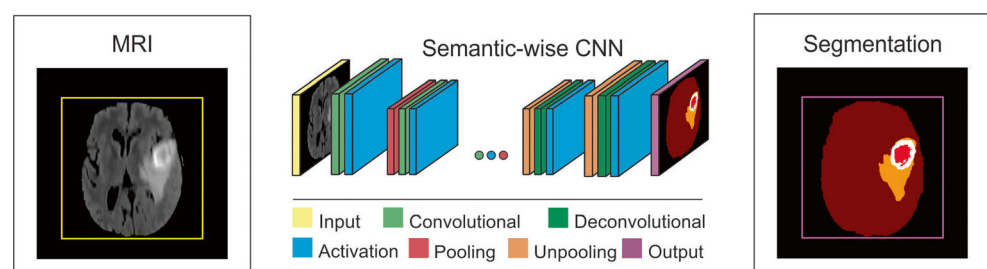 MRI
Semantic-wise CNN
Input
Convolutional
Deconvolutional
Activation
Pooling
Unpooling
Output
Segmentation